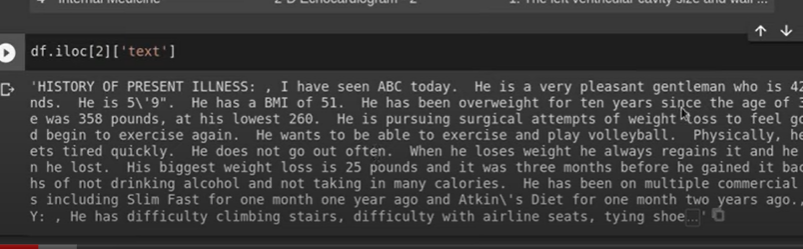 4 Internal Medicine 2-D Echocardiogram - 2 1. The left ventricular cavity size and wall ...
df.iloc[2]['text']
'HISTORY OF PRESENT ILLNESS: , I have seen ABC today.  He is a very pleasant gentleman who is 42
nds.  He is 5\'9".  He has a BMI of 51.  He has been overweight for ten years since the age of 3
e was 358 pounds, at his lowest 260.  He is pursuing surgical attempts of weight loss to feel go
d begin to exercise again.  He wants to be able to exercise and play volleyball.  Physically, he
ets tired quickly.  He does not go out often.  When he loses weight he always regains it and he
n he lost.  His biggest weight loss is 25 pounds and it was three months before he gained it bac
hs of not drinking alcohol and not taking in many calories.  He has been on multiple commercial
s including Slim Fast for one month one year ago and Atkin\'s Diet for one month two years ago.,
Y: , He has difficulty climbing stairs, difficulty with airline seats, tying shoe...'